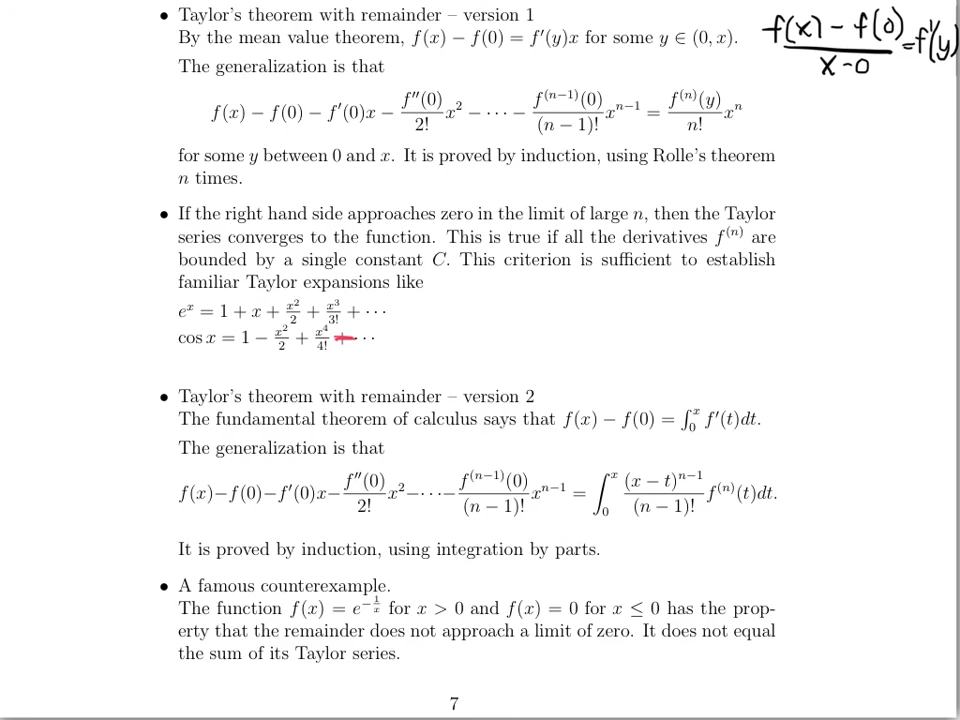 • Taylor's theorem with remainder – version 1
By the mean value theorem, f(x) − f(0) = f′(y)x for some y ∈ (0, x).
f(x) − f(0) / x − 0 = f′(y)
The generalization is that
f(x) − f(0) − f′(0)x − f″(0)/2! x² − · · · − f⁽ⁿ⁻¹⁾(0)/(n − 1)! xⁿ⁻¹ = f⁽ⁿ⁾(y)/n! xⁿ
for some y between 0 and x. It is proved by induction, using Rolle's theorem
n times.
• If the right hand side approaches zero in the limit of large n, then the Taylor
series converges to the function. This is true if all the derivatives f⁽ⁿ⁾ are
bounded by a single constant C. This criterion is sufficient to establish
familiar Taylor expansions like
eˣ = 1 + x + x²/2 + x³/3! + · · ·
cos x = 1 − x²/2 + x⁴/4! + · · ·
• Taylor's theorem with remainder – version 2
The fundamental theorem of calculus says that f(x) − f(0) = ∫₀ˣ f′(t)dt.
The generalization is that
f(x)−f(0)−f′(0)x− f″(0)/2! x² −· · ·− f⁽ⁿ⁻¹⁾(0)/(n − 1)! xⁿ⁻¹ = ∫₀ˣ (x − t)ⁿ⁻¹/(n − 1)! f⁽ⁿ⁾(t)dt.
It is proved by induction, using integration by parts.
• A famous counterexample.
The function f(x) = e^(−1/x) for x > 0 and f(x) = 0 for x ≤ 0 has the prop-
erty that the remainder does not approach a limit of zero. It does not equal
the sum of its Taylor series.
7